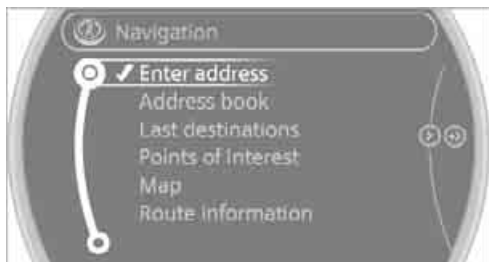 Navigation
✓ Enter address
Address book
Last destinations
Points of Interest
Map
Route information